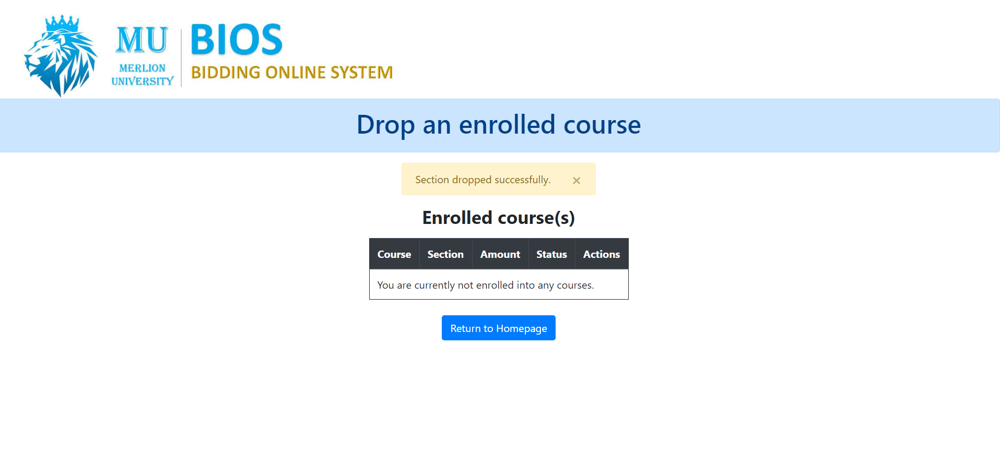 MU
MERLION
UNIVERSITY
BIOS
BIDDING ONLINE SYSTEM
Drop an enrolled course
Section dropped successfully. ×
Enrolled course(s)
Course Section Amount Status Actions
You are currently not enrolled into any courses.
Return to Homepage